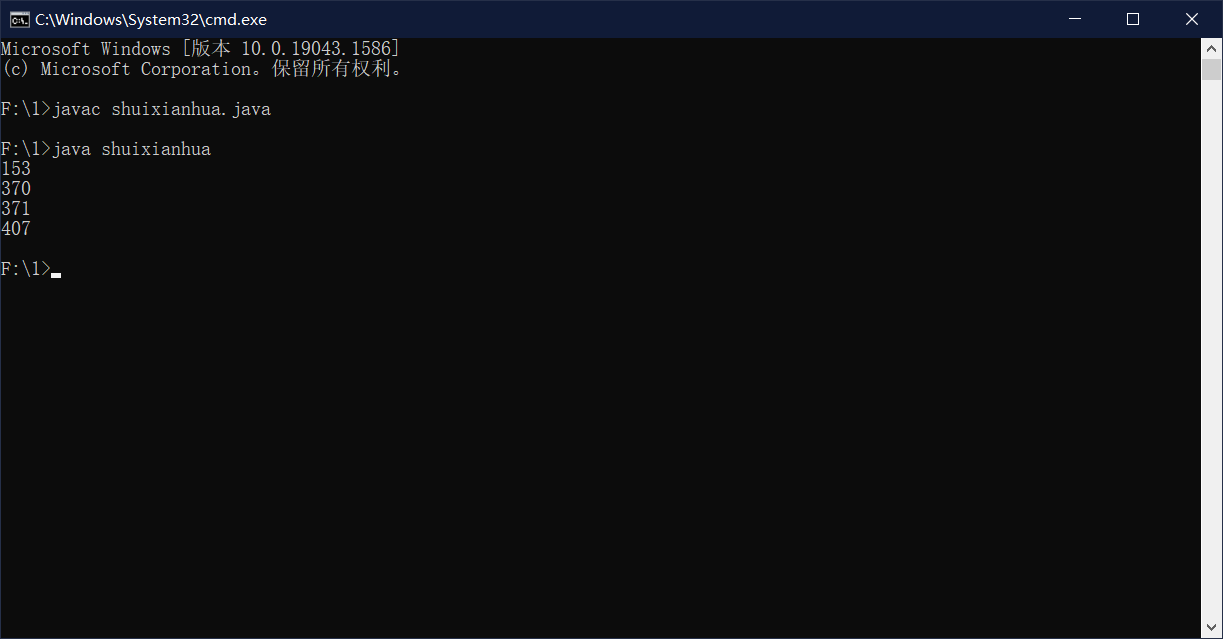 C:\Windows\System32\cmd.exe
Microsoft Windows [版本 10.0.19043.1586]
(c) Microsoft Corporation。保留所有权利。
F:\1>javac shuixianhua.java
F:\1>java shuixianhua
153
370
371
407
F:\1>